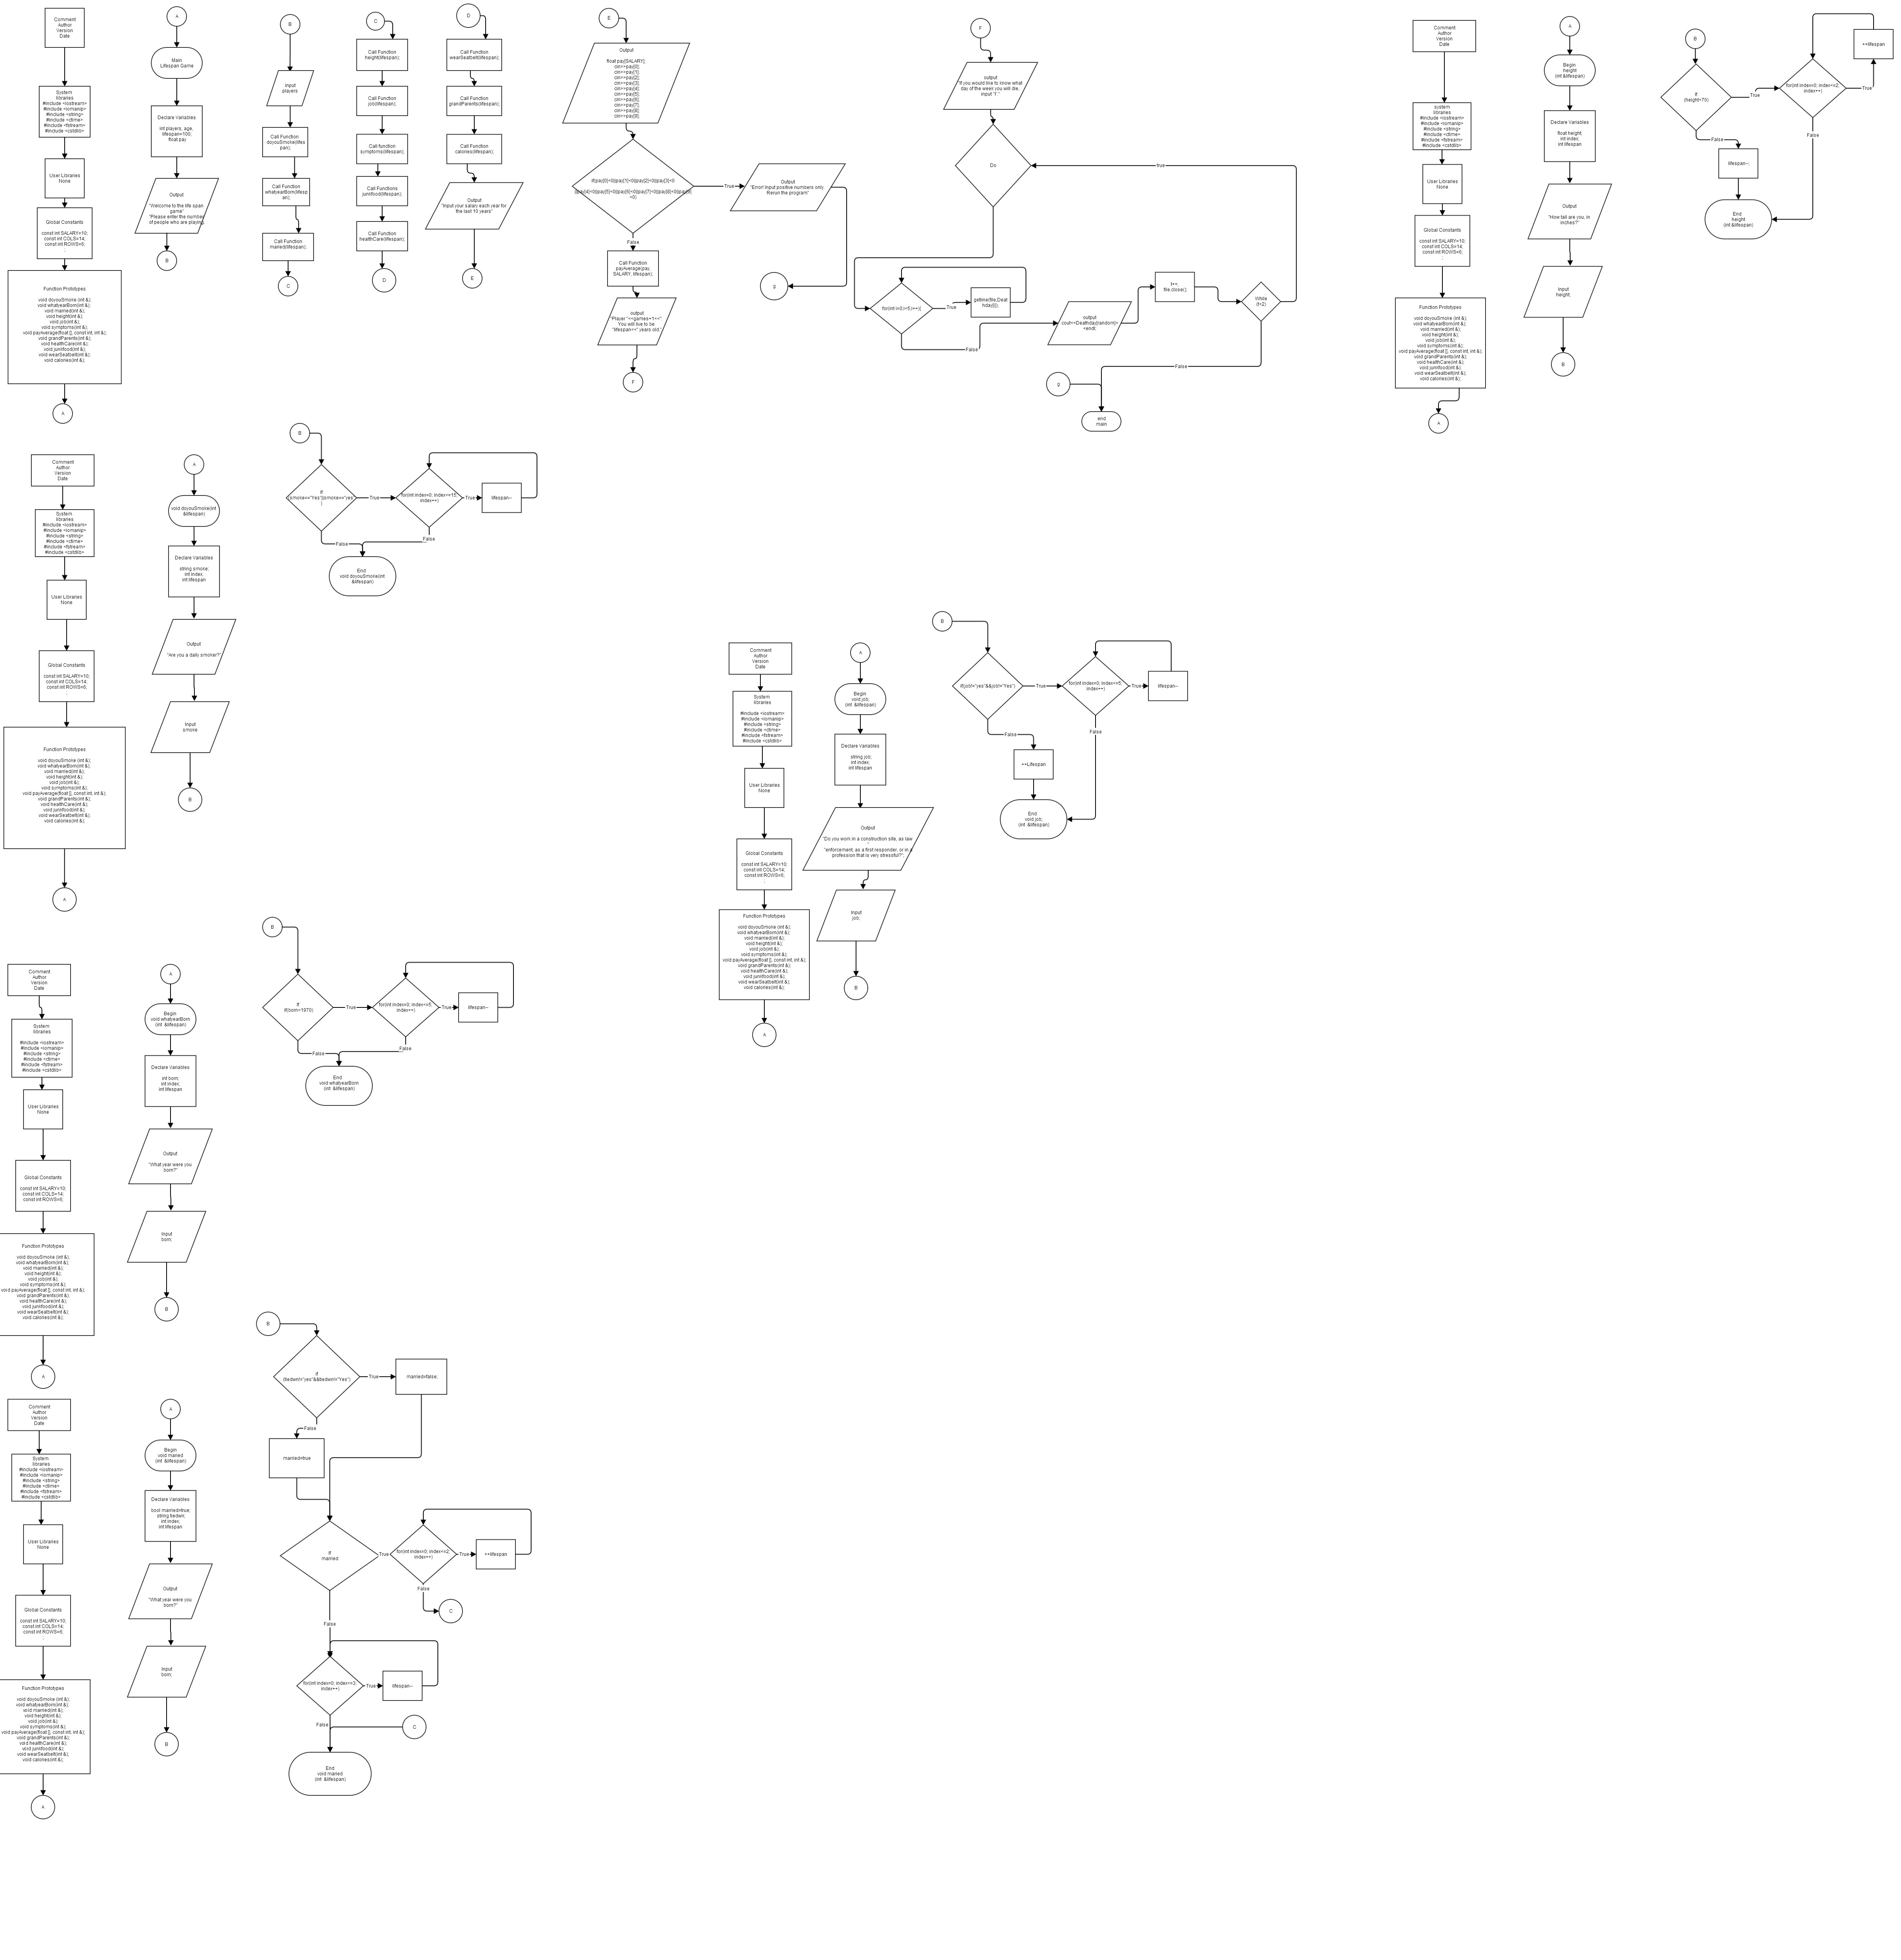 Comment
Author
Version
Date
System
libraries
#include <iostream>
#include <iomanip>
#include <string>
#include <ctime>
#include <fstream>
#include <cstdlib>
User Libraries
None
Global Constants
const int SALARY=10;
const int COLS=14;
const int ROWS=6;
Function Prototypes
void doyouSmoke (int &);
void whatyearBorn(int &);
void married(int &);
void height(int &);
void job(int &);
void symptoms(int &);
void payAverage(float [], const int, int &);
void grandParents(int &);
void healthCare(int &);
void junkfood(int &);
void wearSeatbelt(int &);
void calories(int &);
A
A
Main
Lifespan Game
Declare Variables
int players, age,
lifespan=100;
float pay
Output
"Welcome to the life span
game"
"Please enter the number
of people who are playing.
B
B
input
players
Call Function
doyouSmoke(lifes
pan);
Call Function
whatyearBorn(lifesp
an);
Call Function
married(lifespan);
C
C
Call Function
height(lifespan);
Call Function
job(lifespan);
Call function
symptoms(lifespan);
Call Functions
junkfood(lifespan);
Call Function
healthCare(lifespan);
D
D
Call Function
wearSeatbelt(lifespan);
Call Function
grandParents(lifespan);
Call Function
calories(lifespan);
Output
"Input your salary each year for
the last 10 years"
E
E
Output
float pay[SALARY];
cin>>pay[0];
cin>>pay[1];
cin>>pay[2];
cin>>pay[3];
cin>>pay[4];
cin>>pay[5];
cin>>pay[6];
cin>>pay[7];
cin>>pay[8];
cin>>pay[9];
if(pay[0]<0||pay[1]<0||pay[2]<0||pay[3]<0
||pay[4]<0||pay[5]<0||pay[6]<0||pay[7]<0||pay[8]<0||pay[9]
<0)
True
Output
"Error! Input positive numbers only.
Rerun the program"
g
False
Call Function
payAverage(pay,
SALARY, lifespan);
output
"Player "<<games+1<<"
You will live to be
"lifespan<<" years old."
F
F
output
"If you would like to know what
day of the week you will die,
input '1'."
Do
true
for(int i=0;i<5;i++){
True
getline(file,Deat
hday[i]);
False
output
cout<<Deathday[random]<
<endl;
t++;
file.close();
While
(t<2)
False
g
end
main
Comment
Author
Version
Date
system
libraries
#include <iostream>
#include <iomanip>
#include <string>
#include <ctime>
#include <fstream>
#include <cstdlib>
User Libraries
None
Global Constants
const int SALARY=10;
const int COLS=14;
const int ROWS=6;
Function Prototypes
void doyouSmoke (int &);
void whatyearBorn(int &);
void married(int &);
void height(int &);
void job(int &);
void symptoms(int &);
void payAverage(float [], const int, int &);
void grandParents(int &);
void healthCare(int &);
void junkfood(int &);
void wearSeatbelt(int &);
void calories(int &);
A
A
Begin
height
(int &lifespan)
Declare Variables
float height;
int index,
int lifespan
Output
"How tall are you, in
inches?"
Input
height;
B
B
If
(height<70)
True
for(int index=0; index<=2;
index++)
True
++lifespan
False
lifespan--;
False
End
height
(int &lifespan)
Comment
Author
Version
Date
System
libraries
#include <iostream>
#include <iomanip>
#include <string>
#include <ctime>
#include <fstream>
#include <cstdlib>
User Libraries
None
Global Constants
const int SALARY=10;
const int COLS=14;
const int ROWS=6;
Function Prototypes
void doyouSmoke (int &);
void whatyearBorn(int &);
void married(int &);
void height(int &);
void job(int &);
void symptoms(int &);
void payAverage(float [], const int, int &);
void grandParents(int &);
void healthCare(int &);
void junkfood(int &);
void wearSeatbelt(int &);
void calories(int &);
A
A
void doyouSmoke(int
&lifespan)
Declare Variables
string smoke;
int index;
int lifespan
Output
"Are you a daily smoker?"
Input
smoke
B
B
If
(smoke=="Yes"||smoke=="yes"
)
True
for(int index=0; index<=15;
index++)
True
lifespan--
False
False
End
void doyouSmoke(int
&lifespan)
Comment
Author
Version
Date
System
libraries
#include <iostream>
#include <iomanip>
#include <string>
#include <ctime>
#include <fstream>
#include <cstdlib>
User Libraries
None
Global Constants
const int SALARY=10;
const int COLS=14;
const int ROWS=6;
Function Prototypes
void doyouSmoke (int &);
void whatyearBorn(int &);
void married(int &);
void height(int &);
void job(int &);
void symptoms(int &);
void payAverage(float [], const int, int &);
void grandParents(int &);
void healthCare(int &);
void junkfood(int &);
void wearSeatbelt(int &);
void calories(int &);
A
A
Begin
void job;
(int &lifespan)
Declare Variables
string job;
int index;
int lifespan
Output
"Do you work in a construction site, as law
"enforcement, as a first responder, or in a
profession that is very stressful?";
Input
job;
B
B
if(job!="yes"&&job!="Yes")
True
for(int index=0; index<=5;
index++)
True
lifespan--
False
++Lifespan
False
End
void job;
(int &lifespan)
Comment
Author
Version
Date
System
libraries
#include <iostream>
#include <iomanip>
#include <string>
#include <ctime>
#include <fstream>
#include <cstdlib>
User Libraries
None
Global Constants
const int SALARY=10;
const int COLS=14;
const int ROWS=6;
Function Prototypes
void doyouSmoke (int &);
void whatyearBorn(int &);
void married(int &);
void height(int &);
void job(int &);
void symptoms(int &);
void payAverage(float [], const int, int &);
void grandParents(int &);
void healthCare(int &);
void junkfood(int &);
void wearSeatbelt(int &);
void calories(int &);
A
A
Begin
void whatyearBorn
(int &lifespan)
Declare Variables
int born;
int index;
int lifespan
Output
"What year were you
born?"
Input
born;
B
B
If
if(born<1970)
True
for(int index=0; index<=5;
index++)
True
lifespan--
False
False
End
void whatyearBorn
(int &lifespan)
Comment
Author
Version
Date
System
libraries
#include <iostream>
#include <iomanip>
#include <string>
#include <ctime>
#include <fstream>
#include <cstdlib>
User Libraries
None
Global Constants
const int SALARY=10;
const int COLS=14;
const int ROWS=6;
Function Prototypes
void doyouSmoke (int &);
void whatyearBorn(int &);
void married(int &);
void height(int &);
void job(int &);
void symptoms(int &);
void payAverage(float [], const int, int &);
void grandParents(int &);
void healthCare(int &);
void junkfood(int &);
void wearSeatbelt(int &);
void calories(int &);
A
A
Begin
void maried
(int &lifespan)
Declare Variables
bool married=true;
string tiedwn;
int index;
int lifespan
Output
"What year were you
born?"
Input
born;
B
B
if
(tiedwn!="yes"&&tiedwn!="Yes")
True
married=false;
False
married=true
If
married
True
for(int index=0; index<=2;
index++)
True
++lifespan
False
C
False
for(int index=0; index<=3;
index++)
True
lifespan--
False
C
End
void maried
(int &lifespan)